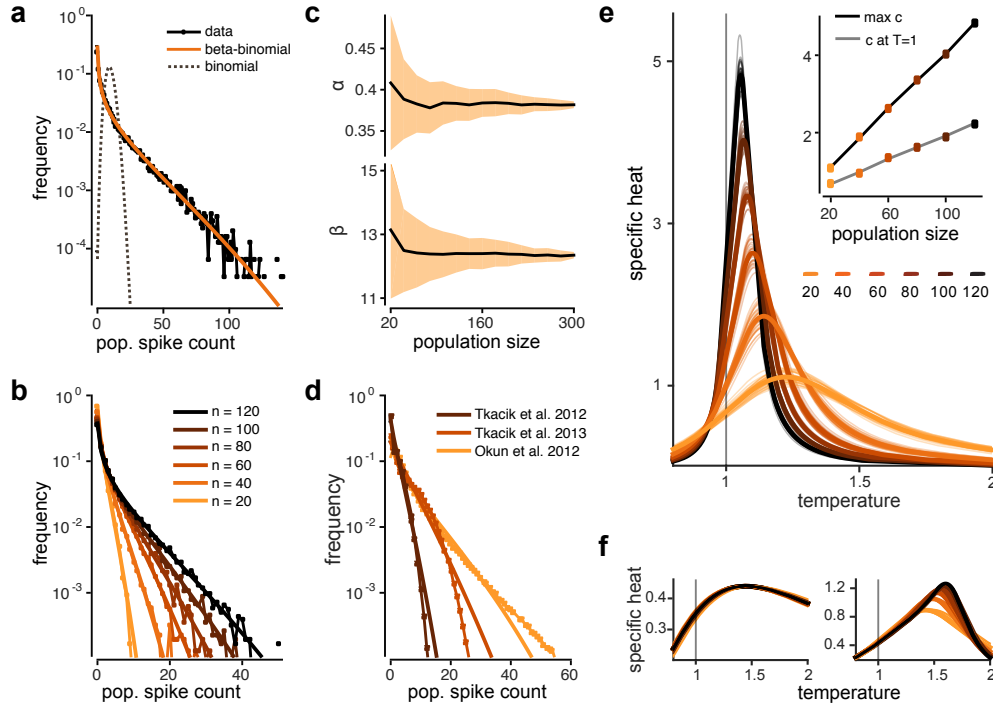 a
10^0
10^-1
10^-2
10^-3
10^-4
frequency
data
beta-binomial
binomial
0
50
100
pop. spike count
b
10^0
10^-1
10^-2
10^-3
frequency
n = 120
n = 100
n = 80
n = 60
n = 40
n = 20
0
20
40
pop. spike count
c
0.45
0.4
0.35
α
15
13
11
β
20
160
300
population size
d
10^0
10^-1
10^-2
10^-3
frequency
Tkacik et al. 2012
Tkacik et al. 2013
Okun et al. 2012
0
20
40
60
pop. spike count
e
5
3
1
specific heat
1
1.5
2
temperature
max c
c at T=1
4
2
20
60
100
population size
20 40 60 80 100 120
f
specific heat
0.4
0.3
1
1.5
2
1.2
0.8
0.4
1
1.5
2
temperature